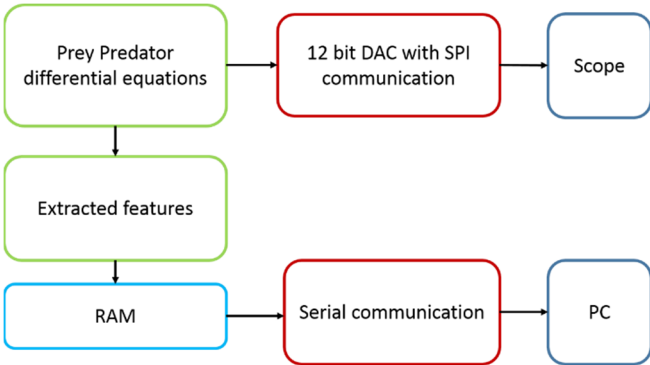 Prey Predator
differential equations
12 bit DAC with SPI
communication
Scope
Extracted features
RAM
Serial communication
PC